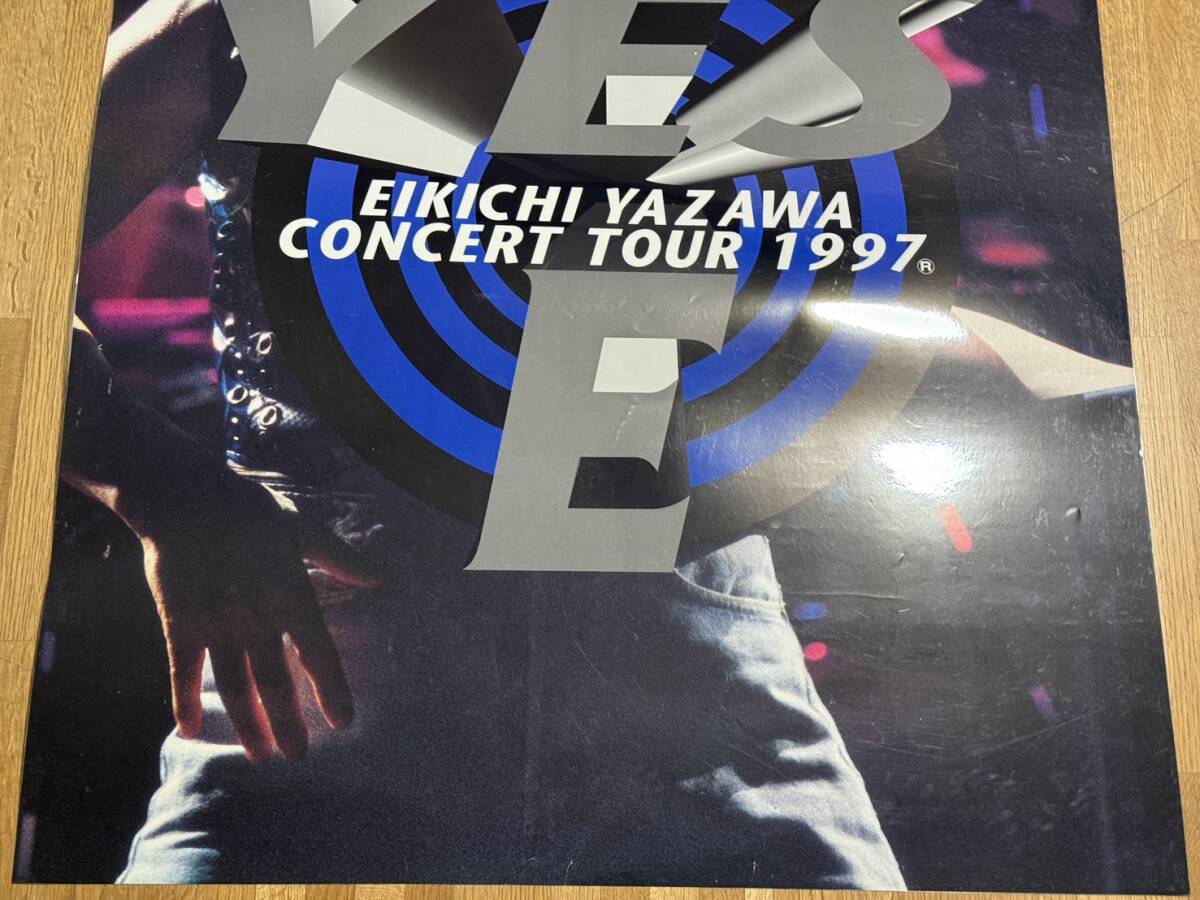 YES
EIKICHI YAZAWA
CONCERT TOUR 1997®
E